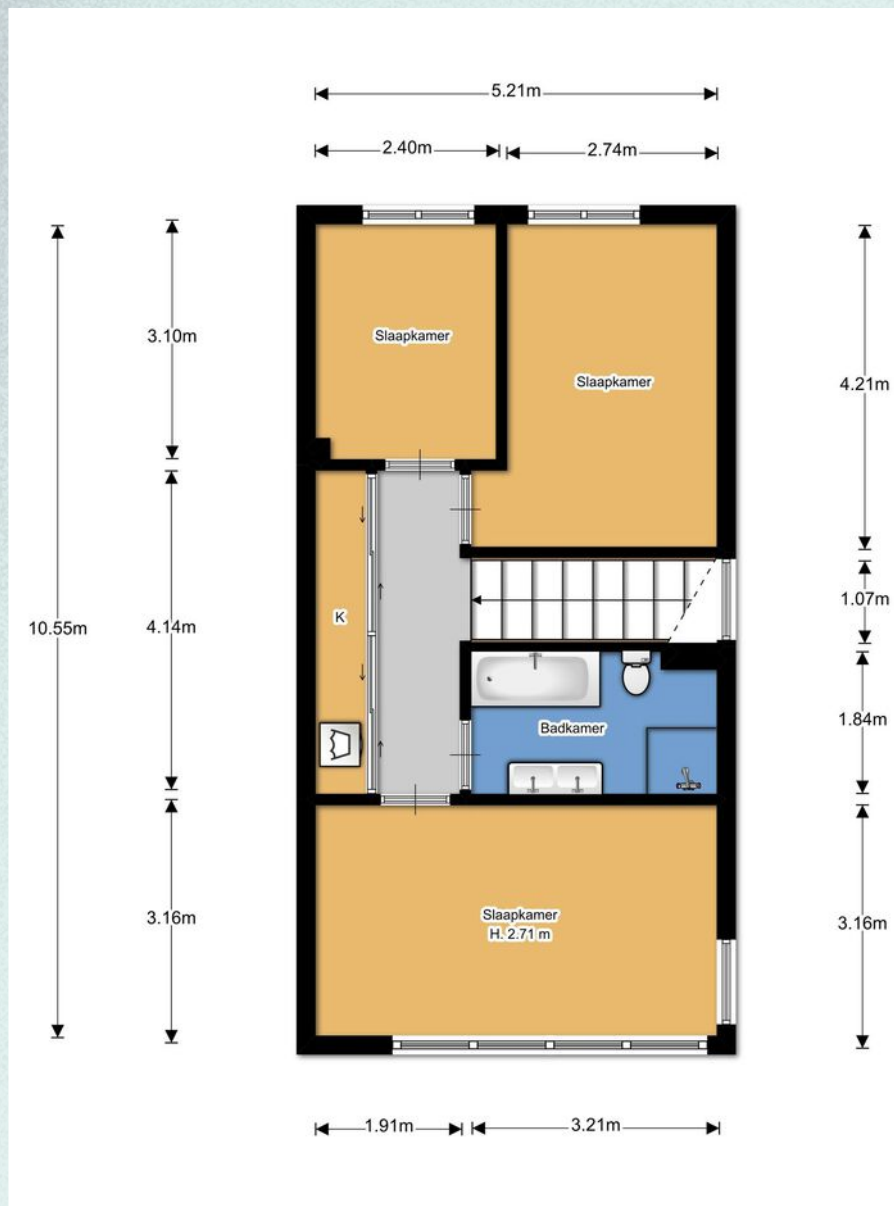 5.21m
2.40m
2.74m
3.10m
Slaapkamer
Slaapkamer
4.21m
1.07m
K
10.55m
4.14m
1.84m
Badkamer
Slaapkamer
H. 2.71 m
3.16m
3.16m
1.91m
3.21m